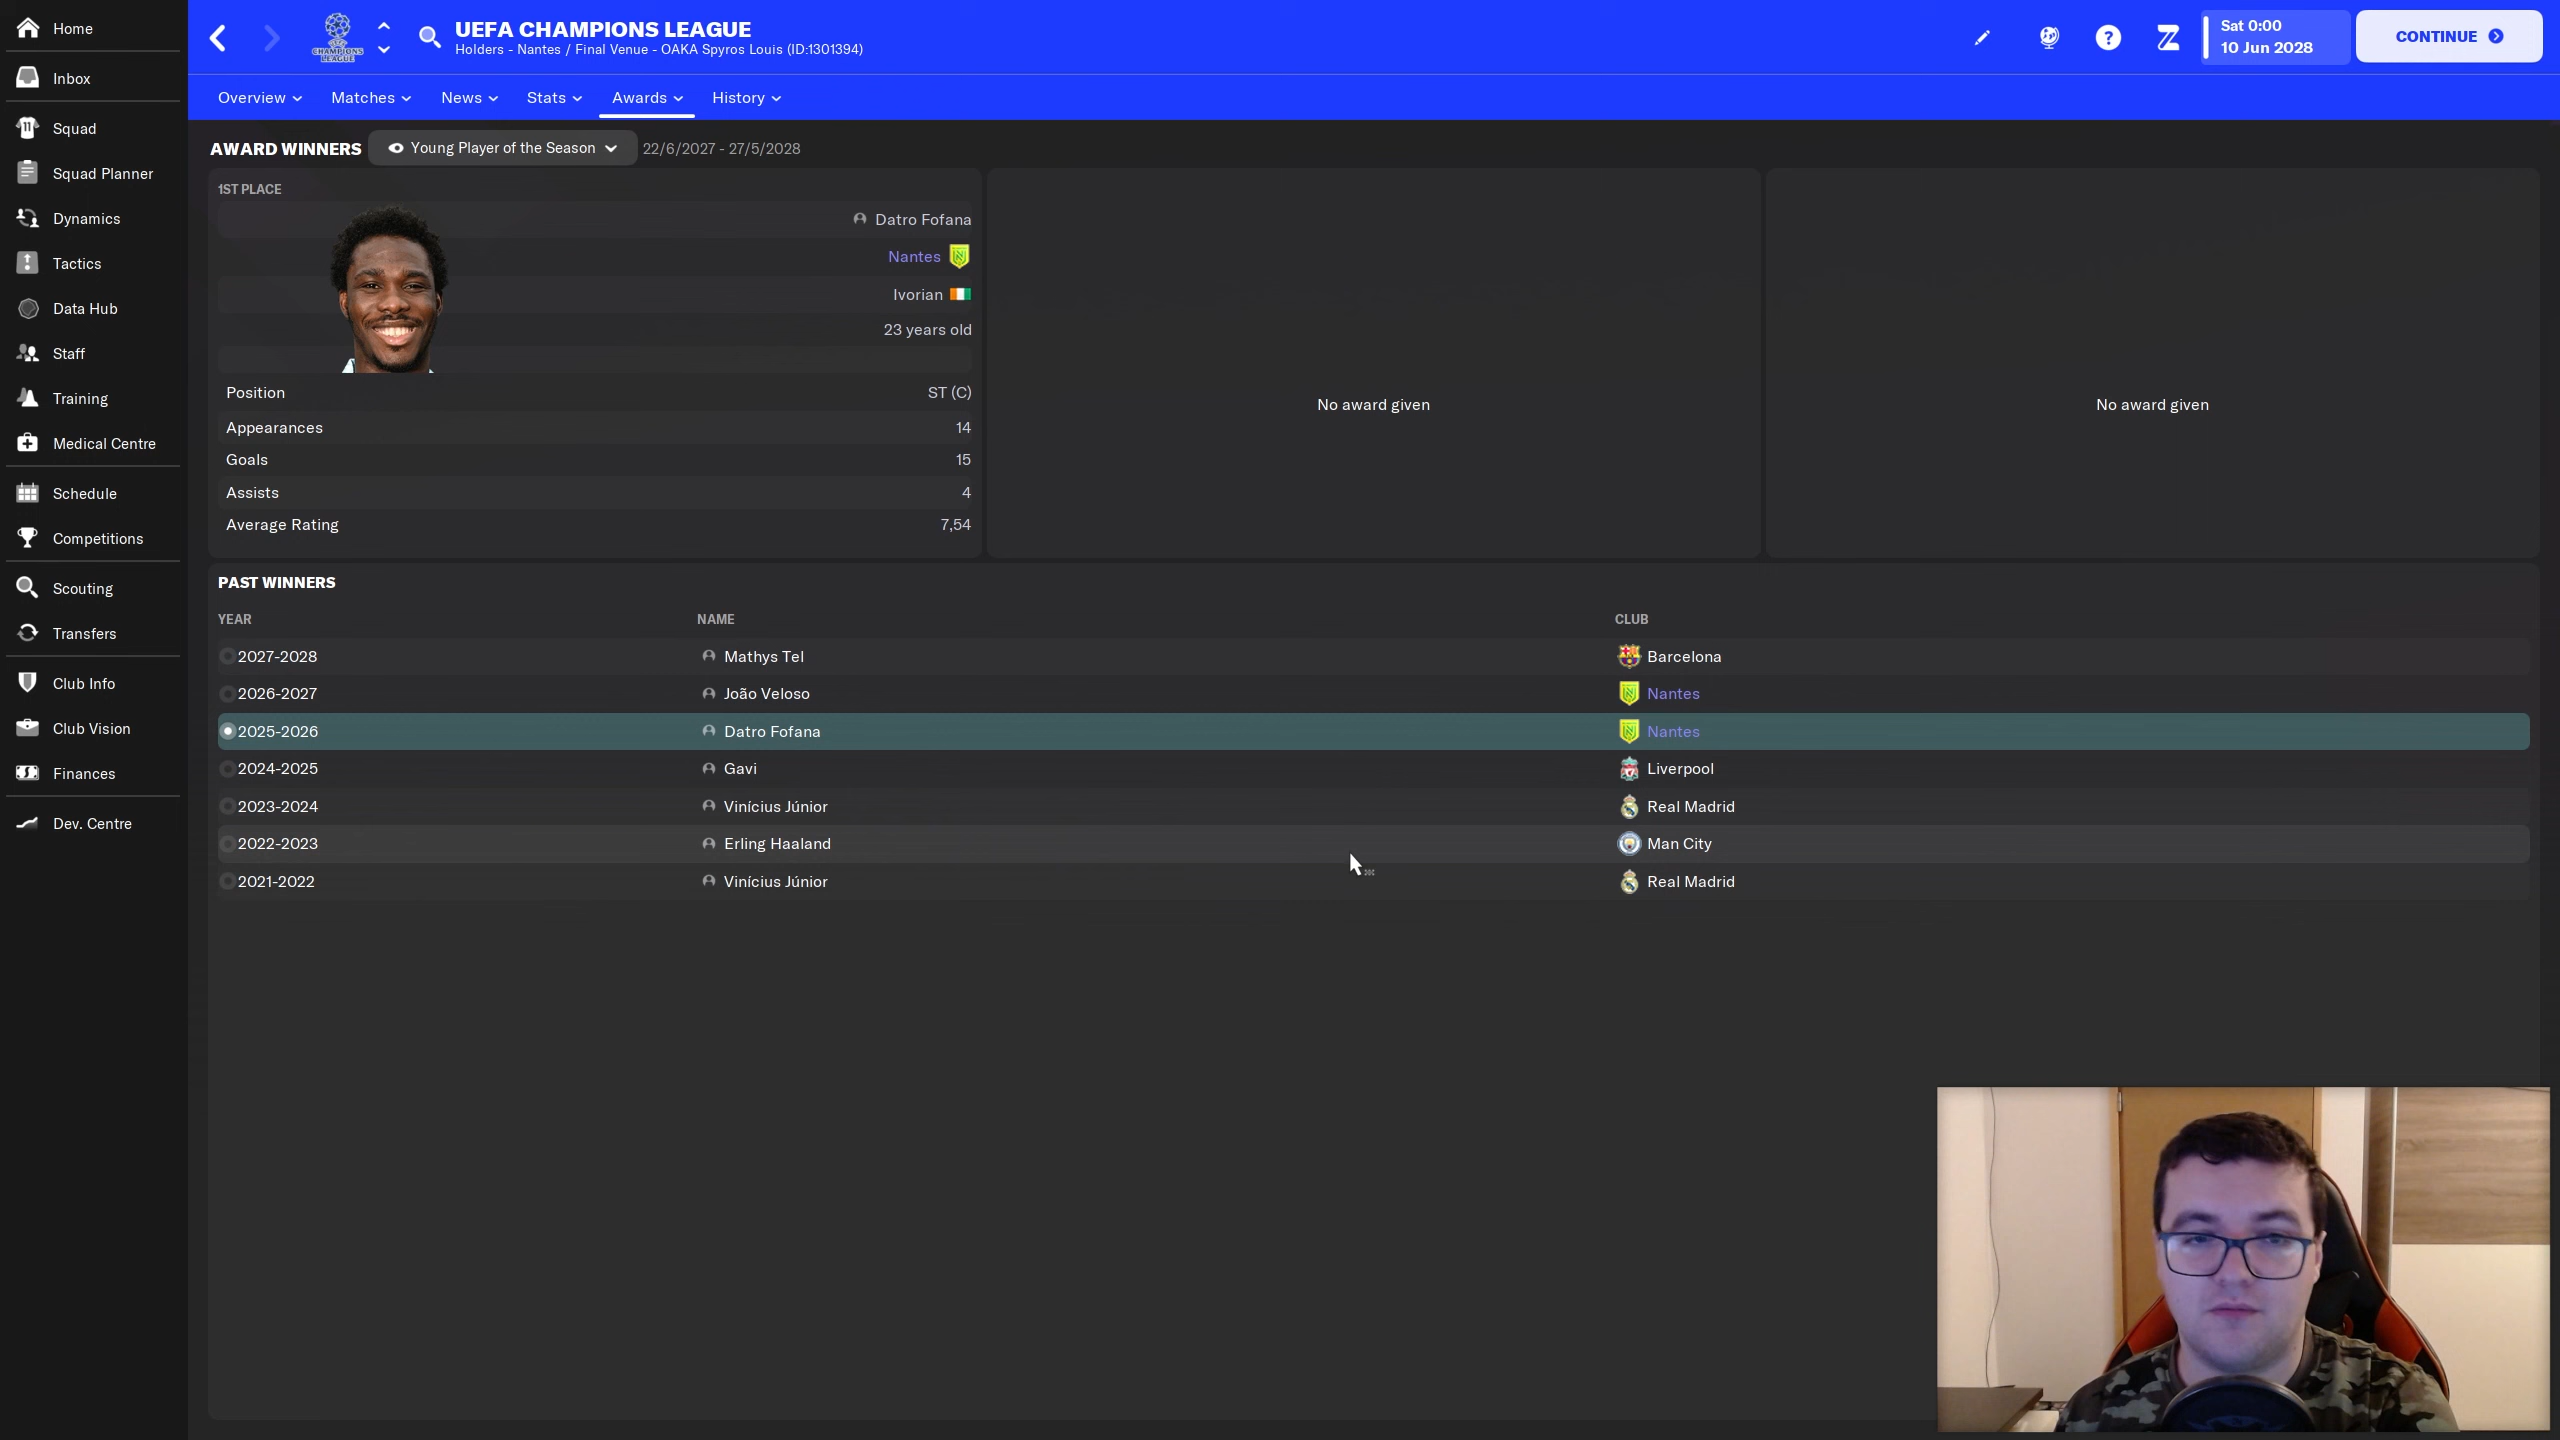 Home
Inbox
Squad
Squad Planner
Dynamics
Tactics
Data Hub
Staff
Training
Medical Centre
Schedule
Competitions
Scouting
Transfers
Club Info
Club Vision
Finances
Dev. Centre
CHAMPIONS
LEAGUE
UEFA CHAMPIONS LEAGUE
Holders - Nantes / Final Venue - OAKA Spyros Louis (ID:1301394)
Sat 0:00
10 Jun 2028
CONTINUE
Overview Matches News Stats Awards History
AWARD WINNERS Young Player of the Season 22/6/2027 - 27/5/2028
1ST PLACE
Datro Fofana
Nantes
Ivorian
23 years old
Position ST (C)
Appearances 14
Goals 15
Assists 4
Average Rating 7,54
No award given
No award given
PAST WINNERS
YEAR NAME CLUB
2027-2028 Mathys Tel Barcelona
2026-2027 João Veloso Nantes
2025-2026 Datro Fofana Nantes
2024-2025 Gavi Liverpool
2023-2024 Vinícius Júnior Real Madrid
2022-2023 Erling Haaland Man City
2021-2022 Vinícius Júnior Real Madrid